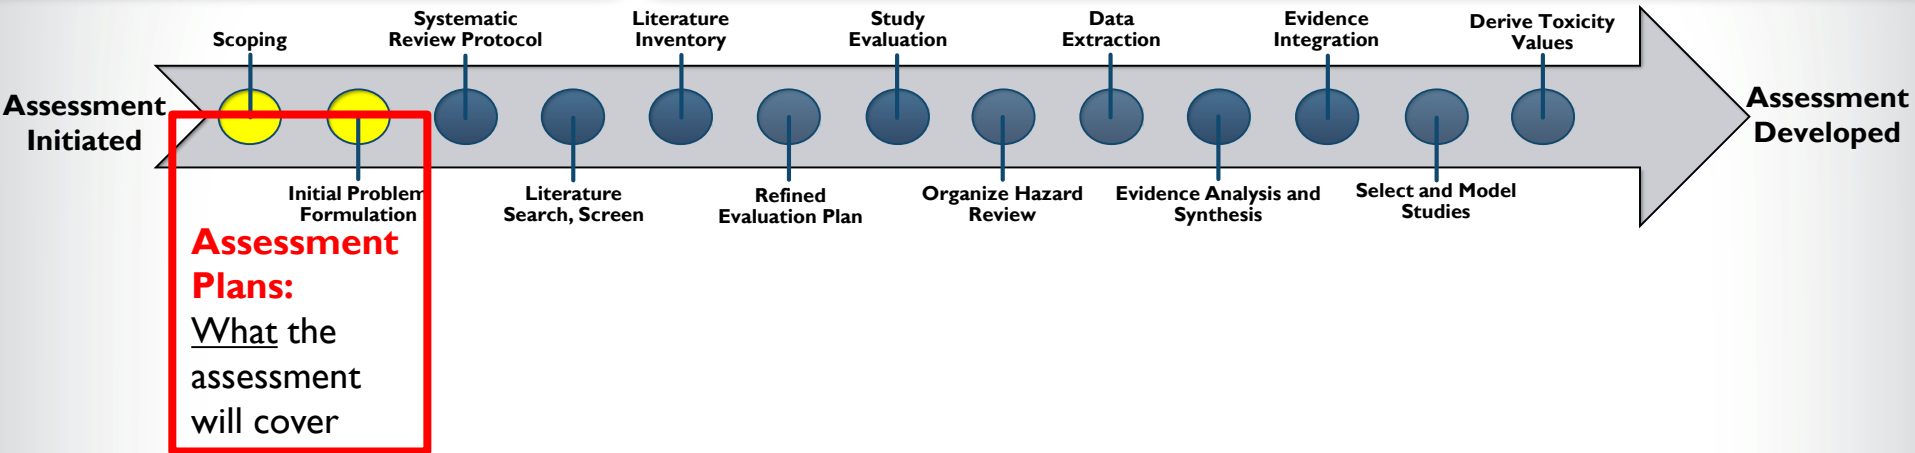 Assessment
Initiated
Scoping
Initial Problem
Formulation
Systematic
Review Protocol
Literature
Search, Screen
Literature
Inventory
Refined
Evaluation Plan
Study
Evaluation
Organize Hazard
Review
Data
Extraction
Evidence Analysis and
Synthesis
Evidence
Integration
Select and Model
Studies
Derive Toxicity
Values
Assessment
Developed
Assessment
Plans:
What the
assessment
will cover